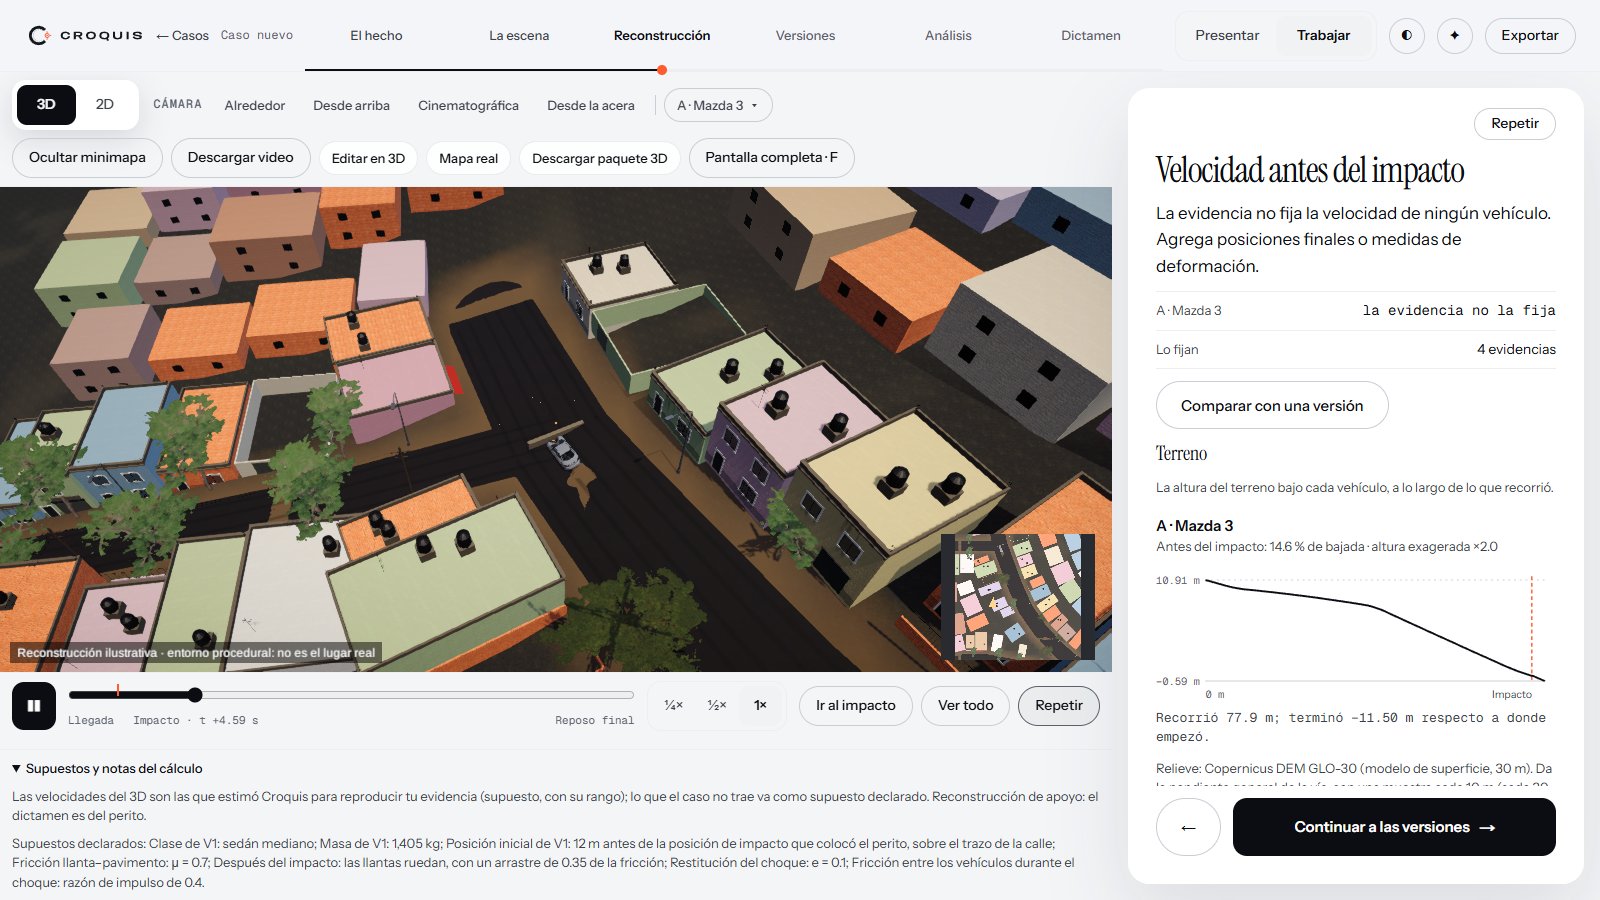 CROQUIS
← Casos
Caso nuevo
El hecho
La escena
Reconstrucción
Versiones
Análisis
Dictamen
Presentar
Trabajar
Exportar
3D
2D
CÁMARA
Alrededor
Desde arriba
Cinematográfica
Desde la acera
A · Mazda 3
Ocultar minimapa
Descargar video
Editar en 3D
Mapa real
Descargar paquete 3D
Pantalla completa · F
Reconstrucción ilustrativa · entorno procedural: no es el lugar real
Llegada
Impacto · t +4.59 s
Reposo final
¼×
½×
1×
Ir al impacto
Ver todo
Repetir
▼ Supuestos y notas del cálculo
Las velocidades del 3D son las que estimó Croquis para reproducir tu evidencia (supuesto, con su rango); lo que el caso no trae va como supuesto declarado. Reconstrucción de apoyo: el
dictamen es del perito.
Supuestos declarados: Clase de V1: sedán mediano; Masa de V1: 1,405 kg; Posición inicial de V1: 12 m antes de la posición de impacto que colocó el perito, sobre el trazo de la calle;
Fricción llanta–pavimento: μ = 0.7; Después del impacto: las llantas ruedan, con un arrastre de 0.35 de la fricción; Restitución del choque: e = 0.1; Fricción entre los vehículos durante el
choque: razón de impulso de 0.4.
Repetir
Velocidad antes del impacto
La evidencia no fija la velocidad de ningún vehículo.
Agrega posiciones finales o medidas de
deformación.
A · Mazda 3
la evidencia no la fija
Lo fijan
4 evidencias
Comparar con una versión
Terreno
La altura del terreno bajo cada vehículo, a lo largo de lo que recorrió.
A · Mazda 3
Antes del impacto: 14.6 % de bajada · altura exagerada ×2.0
10.91 m
−0.59 m
0 m
Impacto
Recorrió 77.9 m; terminó −11.50 m respecto a donde
empezó.
Relieve: Copernicus DEM GLO-30 (modelo de superficie, 30 m). Da
←
Continuar a las versiones →